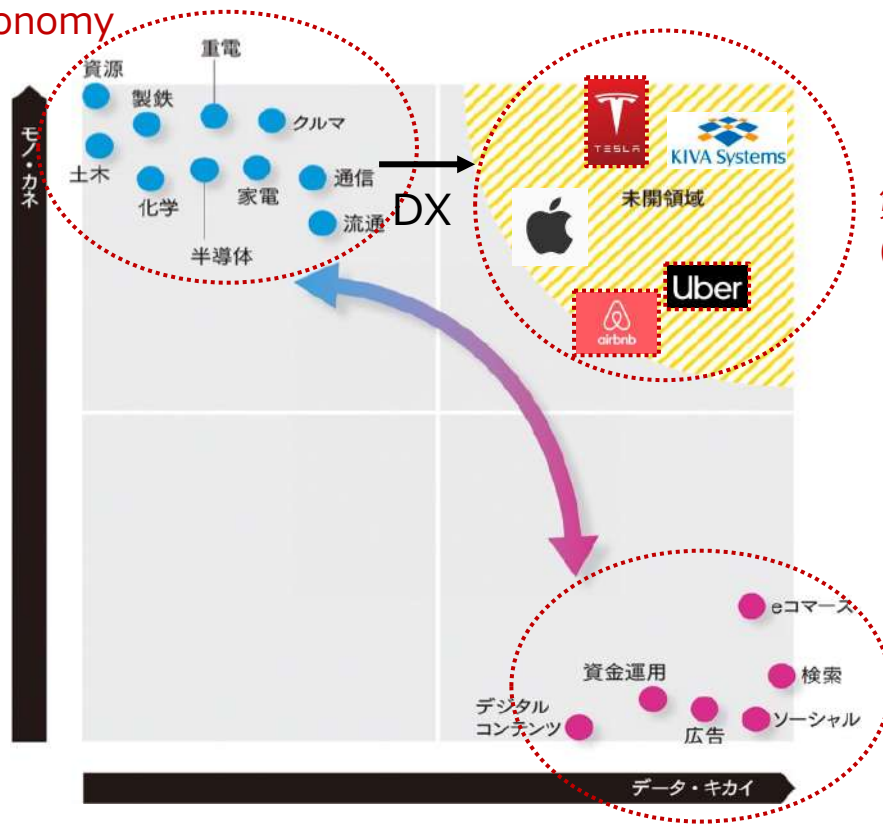 onomy
重電
資源
製鉄
クルマ
土木
化学
半導体
家電
通信
流通
DX
TESLA
KIVA Systems
未開領域
Uber
airbnb
モノ・カネ
eコマース
資金運用
検索
デジタル
コンテンツ
広告
ソーシャル
データ・キカイ